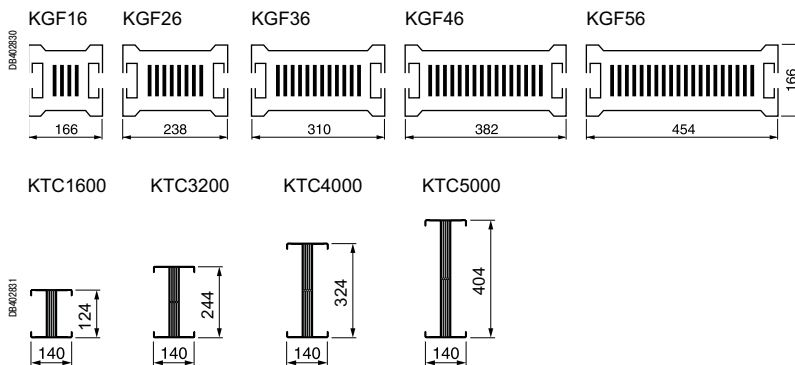 KGF16 KGF26 KGF36 KGF46 KGF56
DB402830
166
166 238 310 382 454
KTC1600 KTC3200 KTC4000 KTC5000
DB402831
124 244 324 404
140 140 140 140